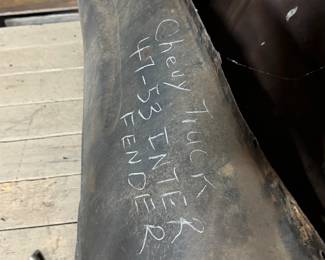 Chevy Truck R
47-53 INTER
FENDER